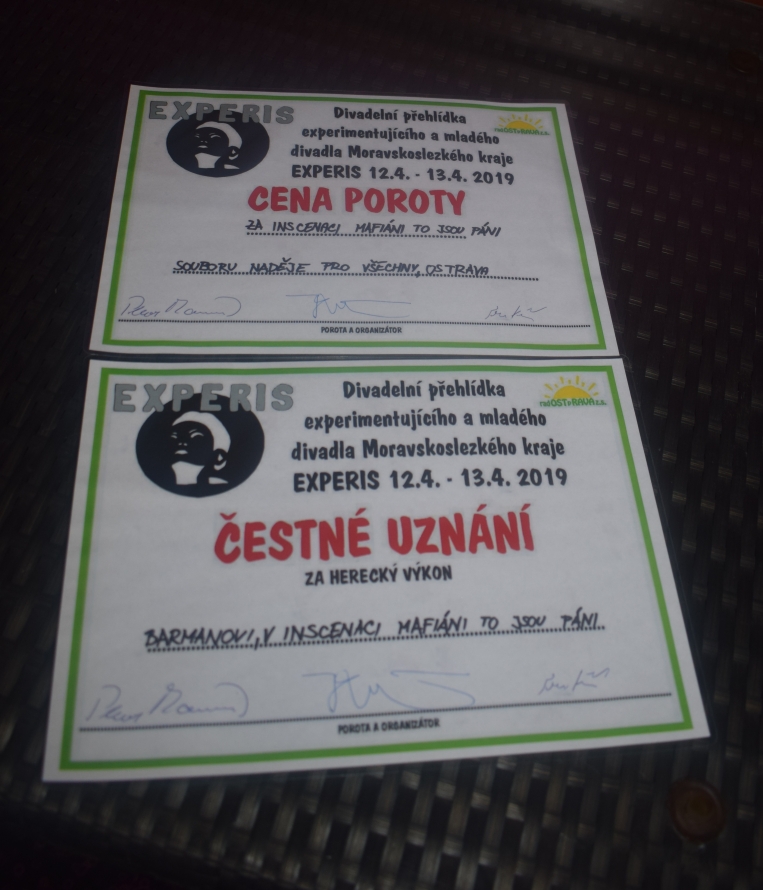 EXPERIS
Divadelní přehlídka
experimentujícího a mladého
divadla Moravskoslezkého kraje
EXPERIS 12.4. - 13.4. 2019
radOSTaRAVA z.s.
CENA POROTY
ZA INSCENACI MAFIÁNI TO JSOU PÁNI
SOUBORU NADĚJE PRO VŠECHNY, OSTRAVA
POROTA A ORGANIZÁTOR
EXPERIS
Divadelní přehlídka
experimentujícího a mladého
divadla Moravskoslezkého kraje
EXPERIS 12.4. - 13.4. 2019
radOSTaRAVA z.s.
ČESTNÉ UZNÁNÍ
ZA HERECKÝ VÝKON
BARMANOVI, V INSCENACI MAFIÁNI TO JSOU PÁNI
POROTA A ORGANIZÁTOR